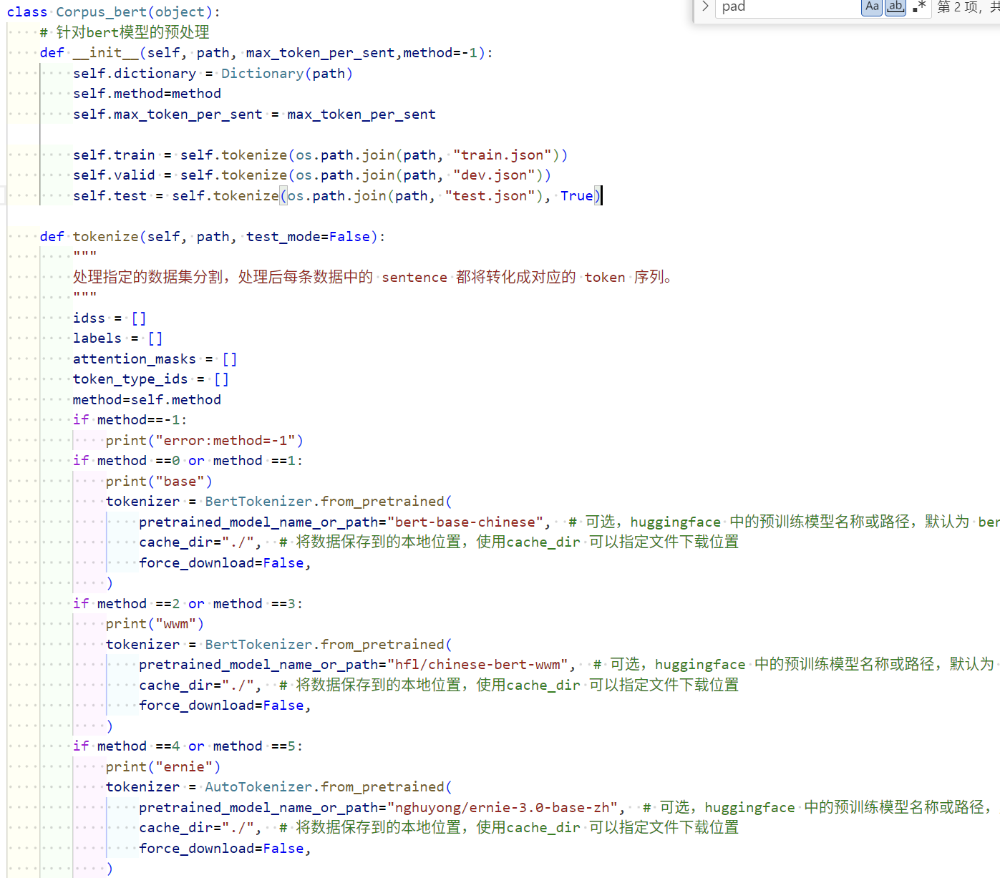 class Corpus_bert(object):
pad
Aa
ab
.*
第 2 项，共
# 针对bert模型的预处理
def __init__(self, path, max_token_per_sent,method=-1):
self.dictionary = Dictionary(path)
self.method=method
self.max_token_per_sent = max_token_per_sent
self.train = self.tokenize(os.path.join(path, "train.json"))
self.valid = self.tokenize(os.path.join(path, "dev.json"))
self.test = self.tokenize(os.path.join(path, "test.json"), True)
def tokenize(self, path, test_mode=False):
"""
处理指定的数据集分割，处理后每条数据中的 sentence 都将转化成对应的 token 序列。
"""
idss = []
labels = []
attention_masks = []
token_type_ids = []
method=self.method
if method==-1:
print("error:method=-1")
if method ==0 or method ==1:
print("base")
tokenizer = BertTokenizer.from_pretrained(
pretrained_model_name_or_path="bert-base-chinese",  # 可选，huggingface 中的预训练模型名称或路径，默认为 ber
cache_dir="./",  # 将数据保存到的本地位置，使用cache_dir 可以指定文件下载位置
force_download=False,
)
if method ==2 or method ==3:
print("wwm")
tokenizer = BertTokenizer.from_pretrained(
pretrained_model_name_or_path="hfl/chinese-bert-wwm",  # 可选，huggingface 中的预训练模型名称或路径，默认为
cache_dir="./",  # 将数据保存到的本地位置，使用cache_dir 可以指定文件下载位置
force_download=False,
)
if method ==4 or method ==5:
print("ernie")
tokenizer = AutoTokenizer.from_pretrained(
pretrained_model_name_or_path="nghuyong/ernie-3.0-base-zh",  # 可选，huggingface 中的预训练模型名称或路径，
cache_dir="./",  # 将数据保存到的本地位置，使用cache_dir 可以指定文件下载位置
force_download=False,
)